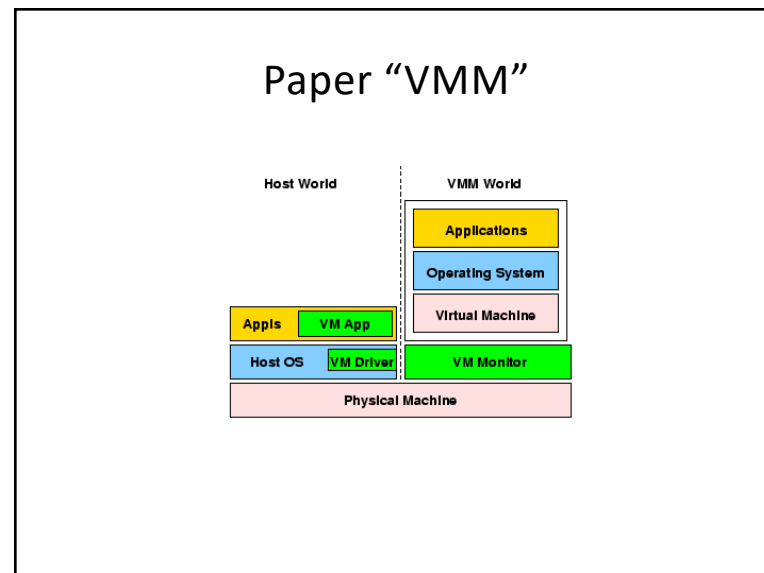 Paper “VMM”
Host World
VMM World
Applications
Operating System
Virtual Machine
Appls
VM App
Host OS
VM Driver
VM Monitor
Physical Machine